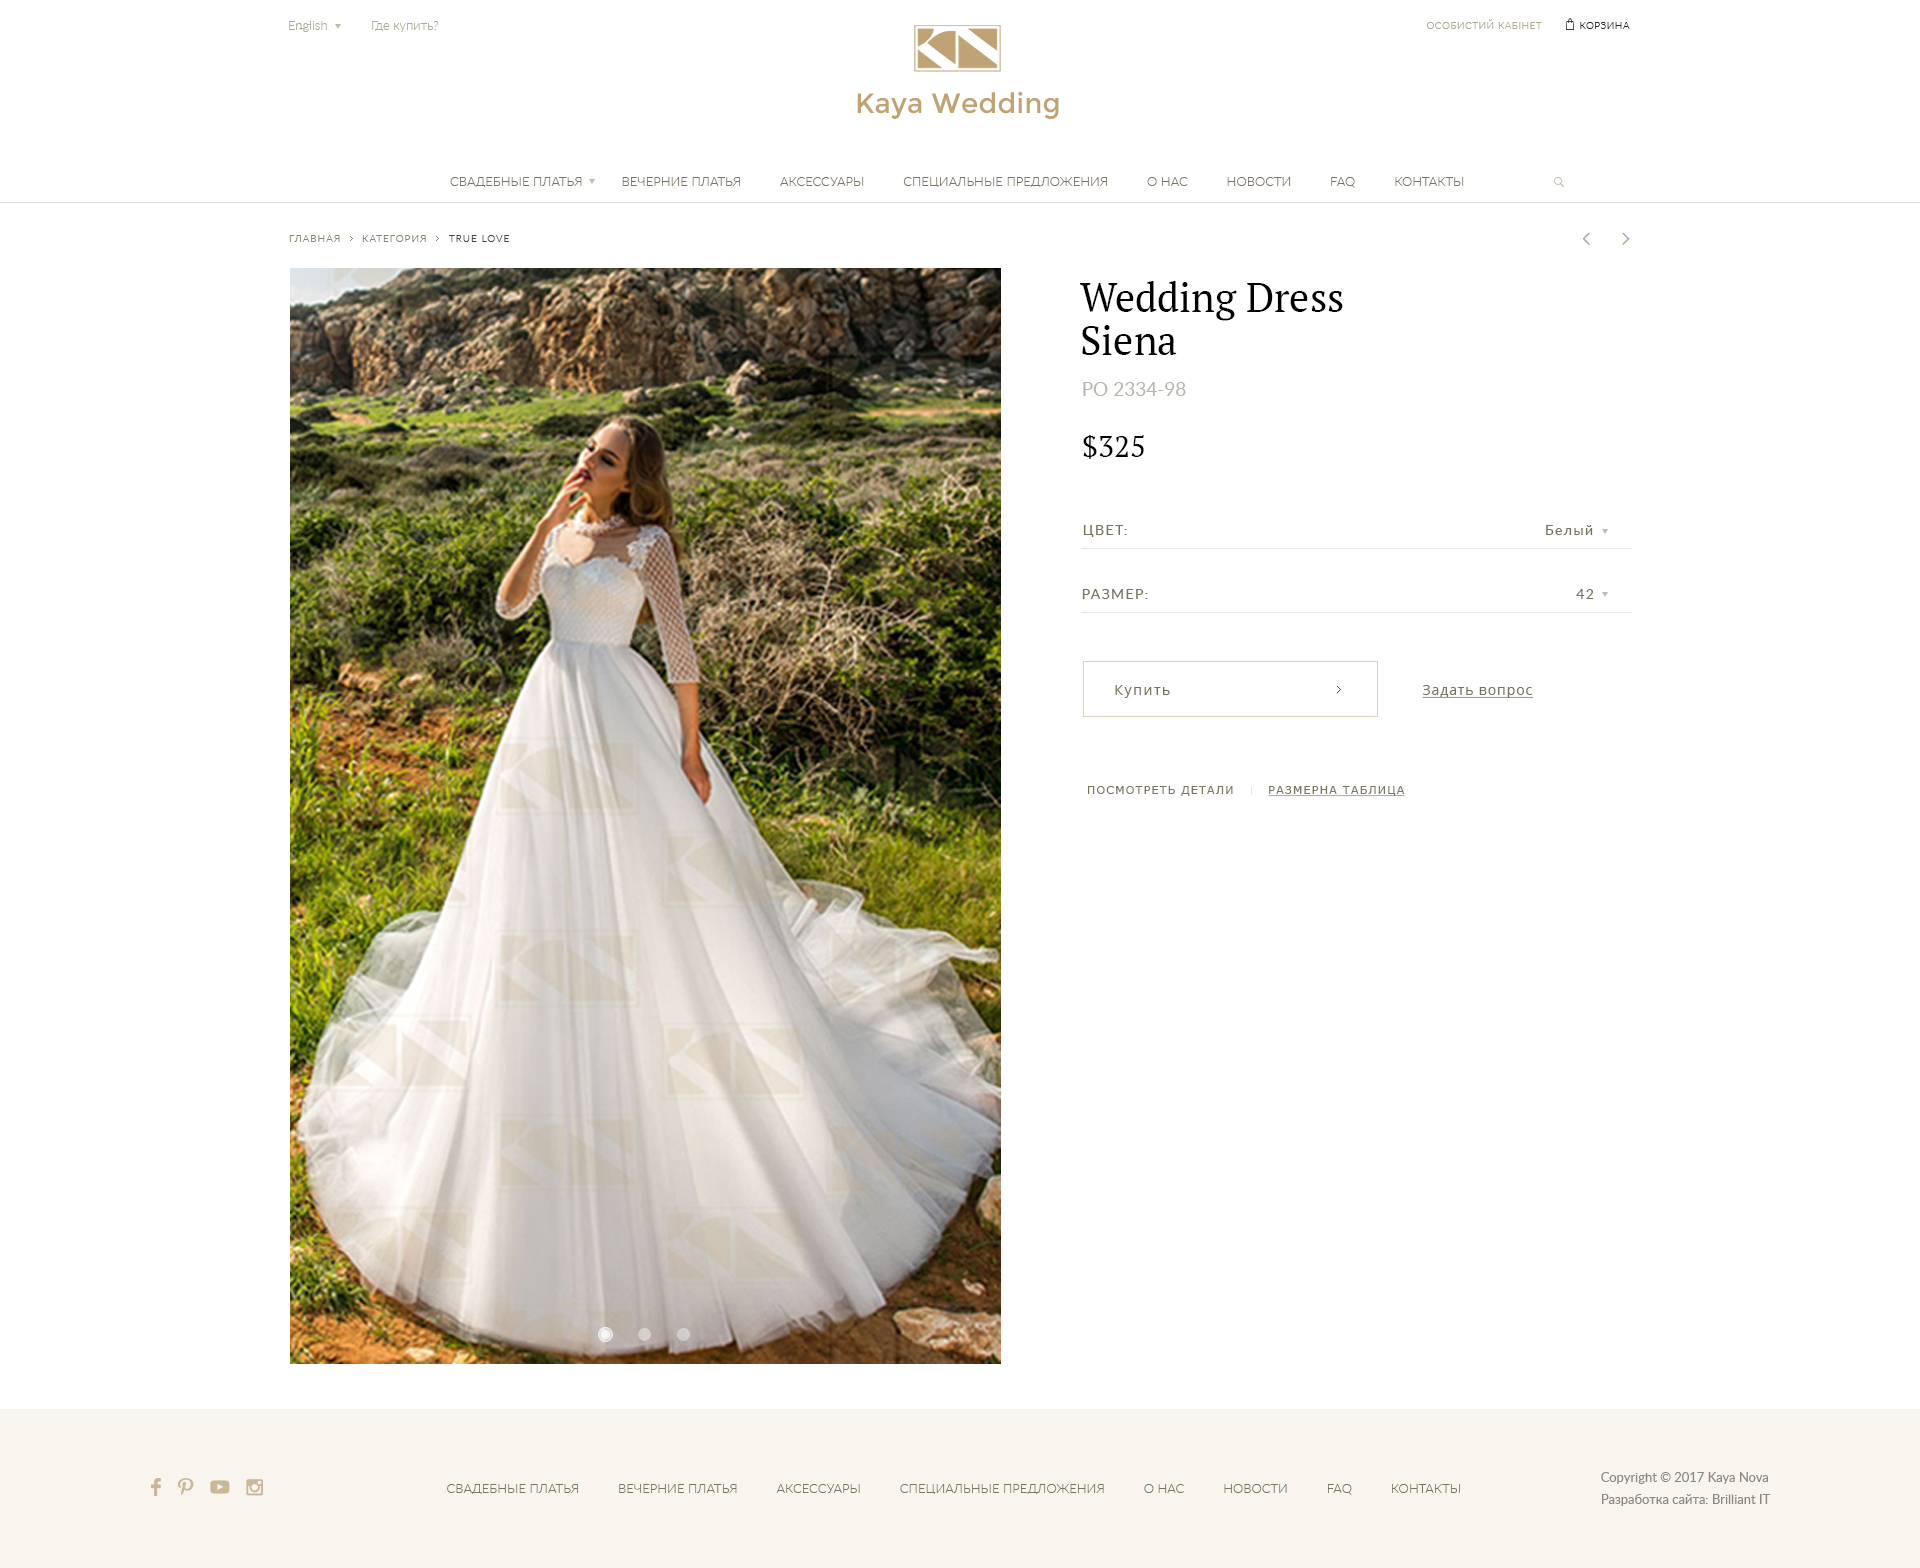 English
Где купить?
ОСОБИСТИЙ КАБІНЕТ
КОРЗИНА
Kaya Wedding
СВАДЕБНЫЕ ПЛАТЬЯ
ВЕЧЕРНИЕ ПЛАТЬЯ
АКСЕССУАРЫ
СПЕЦИАЛЬНЫЕ ПРЕДЛОЖЕНИЯ
О НАС
НОВОСТИ
FAQ
КОНТАКТЫ
ГЛАВНАЯ > КАТЕГОРИЯ > TRUE LOVE
Wedding Dress
Siena
PO 2334-98
$325
ЦВЕТ:
Белый
РАЗМЕР:
42
Купить
Задать вопрос
ПОСМОТРЕТЬ ДЕТАЛИ
РАЗМЕРНА ТАБЛИЦА
СВАДЕБНЫЕ ПЛАТЬЯ
ВЕЧЕРНИЕ ПЛАТЬЯ
АКСЕССУАРЫ
СПЕЦИАЛЬНЫЕ ПРЕДЛОЖЕНИЯ
О НАС
НОВОСТИ
FAQ
КОНТАКТЫ
Copyright © 2017 Kaya Nova
Разработка сайта: Brilliant IT